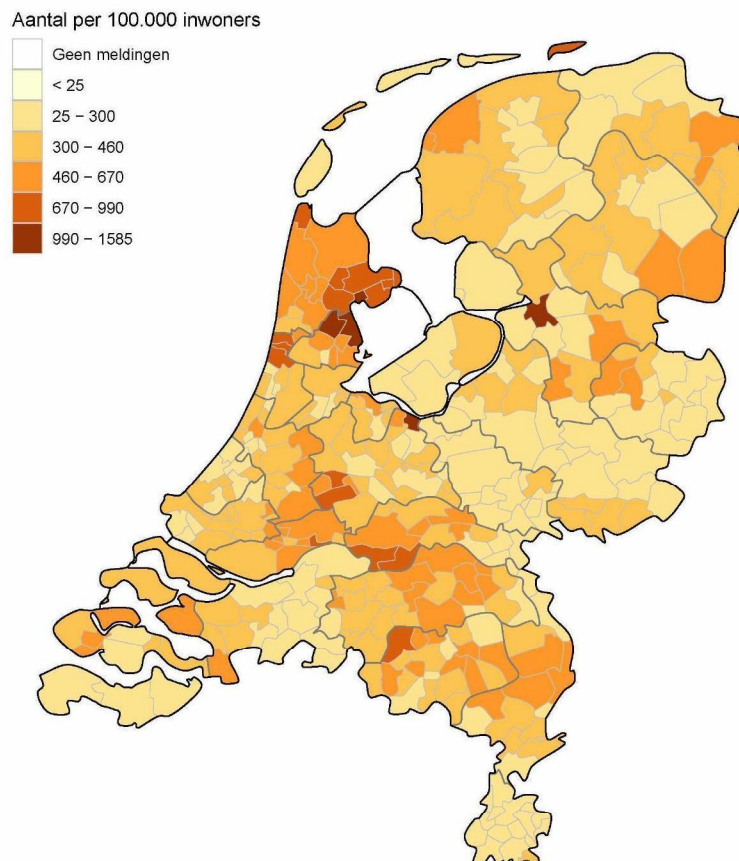 Aantal per 100.000 inwoners
Geen meldingen
< 25
25 − 300
300 − 460
460 − 670
670 − 990
990 − 1585